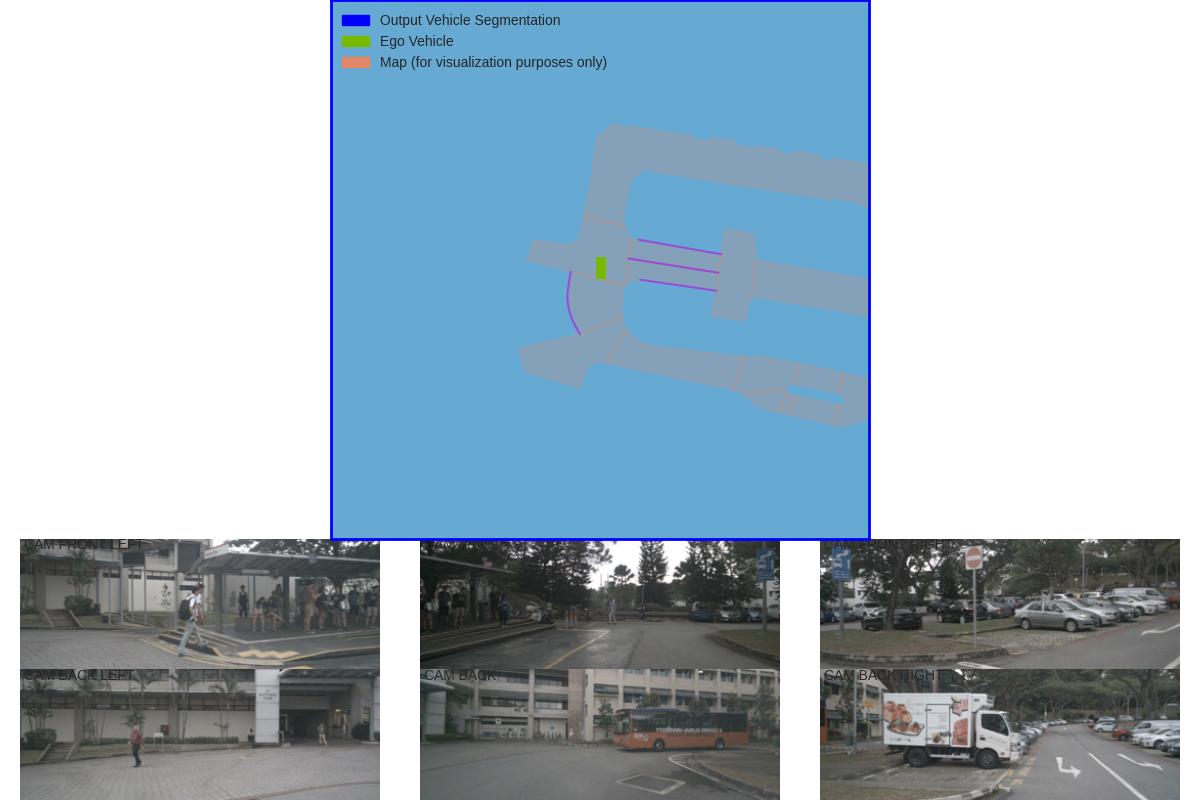 Output Vehicle Segmentation
Ego Vehicle
Map (for visualization purposes only)
CAM FRONT LEFT
CAM BACK LEFT
CAM BACK
CAM BACK RIGHT